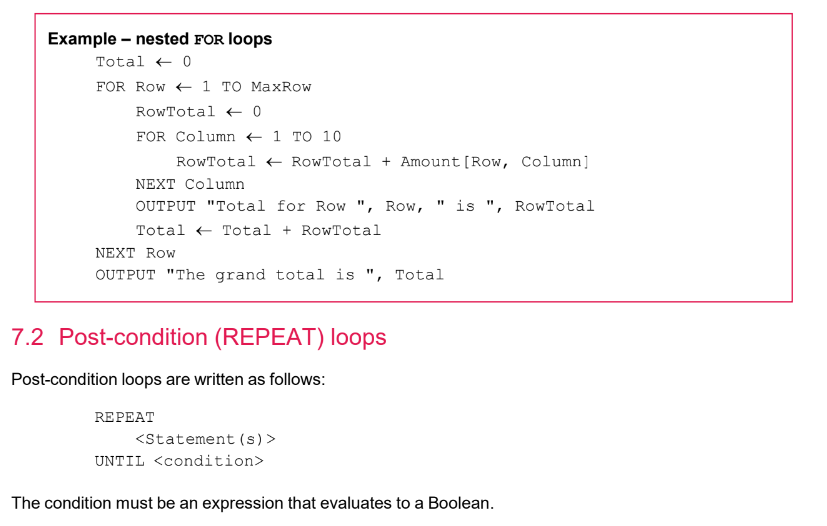 Example – nested FOR loops
Total ← 0
FOR Row ← 1 TO MaxRow
RowTotal ← 0
FOR Column ← 1 TO 10
RowTotal ← RowTotal + Amount[Row, Column]
NEXT Column
OUTPUT "Total for Row ", Row, " is ", RowTotal
Total ← Total + RowTotal
NEXT Row
OUTPUT "The grand total is ", Total
7.2 Post-condition (REPEAT) loops
Post-condition loops are written as follows:
REPEAT
<Statement(s)>
UNTIL <condition>
The condition must be an expression that evaluates to a Boolean.